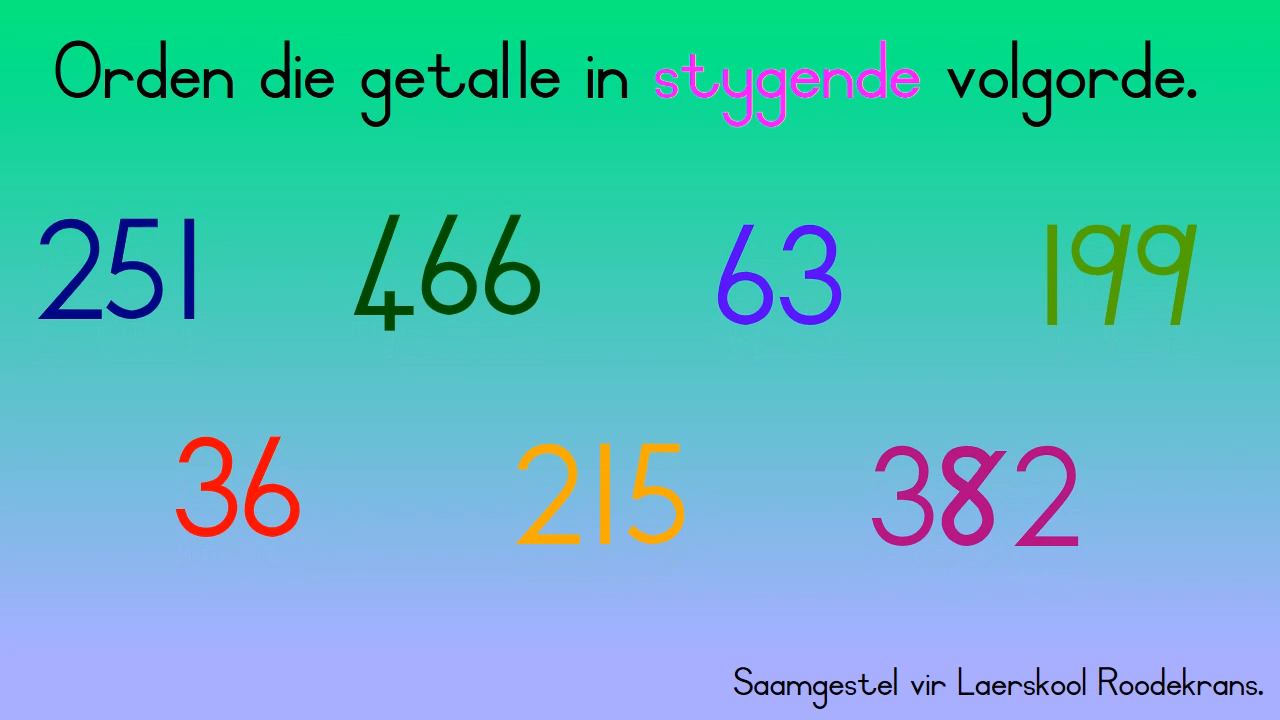 Orden die getalle in stygende volgorde.
251 466 63 199
36 215 382
Saamgestel vir Laerskool Roodekrans.